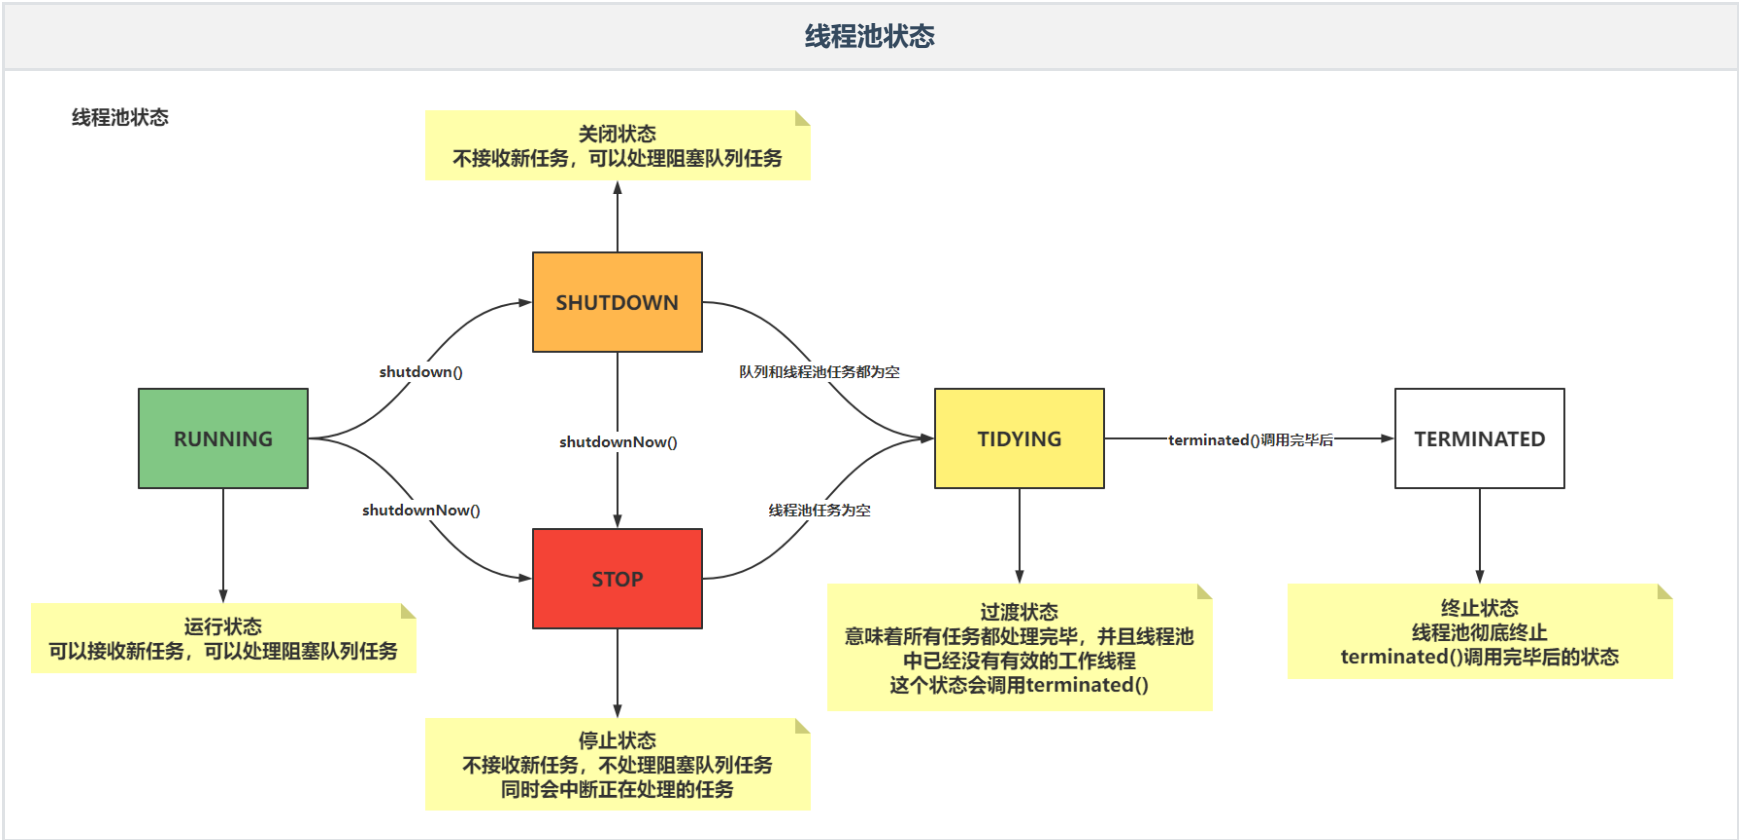 线程池状态
线程池状态
关闭状态
不接收新任务，可以处理阻塞队列任务
SHUTDOWN
shutdown()
队列和线程池任务都为空
RUNNING
shutdownNow()
TIDYING
terminated()调用完毕后
TERMINATED
shutdownNow()
线程池任务为空
STOP
运行状态
可以接收新任务，可以处理阻塞队列任务
过渡状态
意味着所有任务都处理完毕，并且线程池
中已经没有有效的工作线程
这个状态会调用terminated()
终止状态
线程池彻底终止
terminated()调用完毕后的状态
停止状态
不接收新任务，不处理阻塞队列任务
同时会中断正在处理的任务